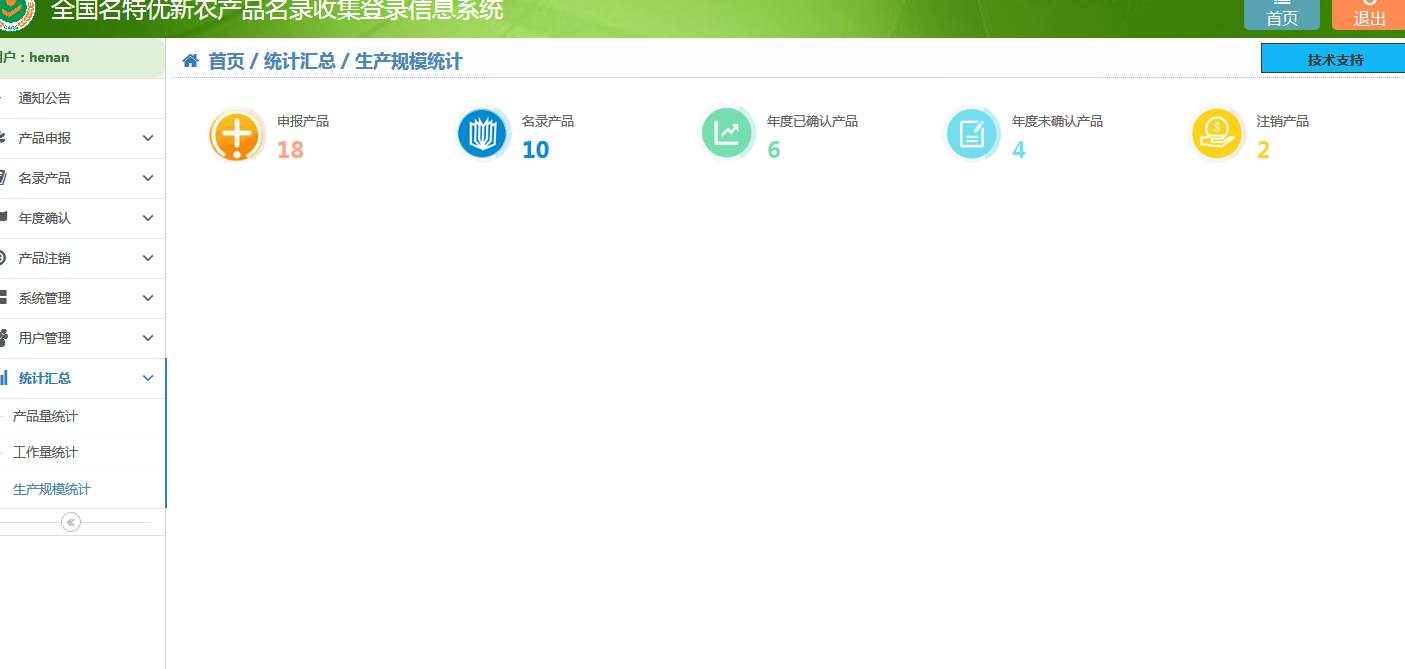 全国名特优新农产品名录收集登录信息系统
首页
退出
户：henan
首页 / 统计汇总 / 生产规模统计
技术支持
通知公告
产品申报
名录产品
年度确认
产品注销
系统管理
用户管理
统计汇总
产品量统计
工作量统计
生产规模统计
申报产品
18
名录产品
10
年度已确认产品
6
年度未确认产品
4
注销产品
2